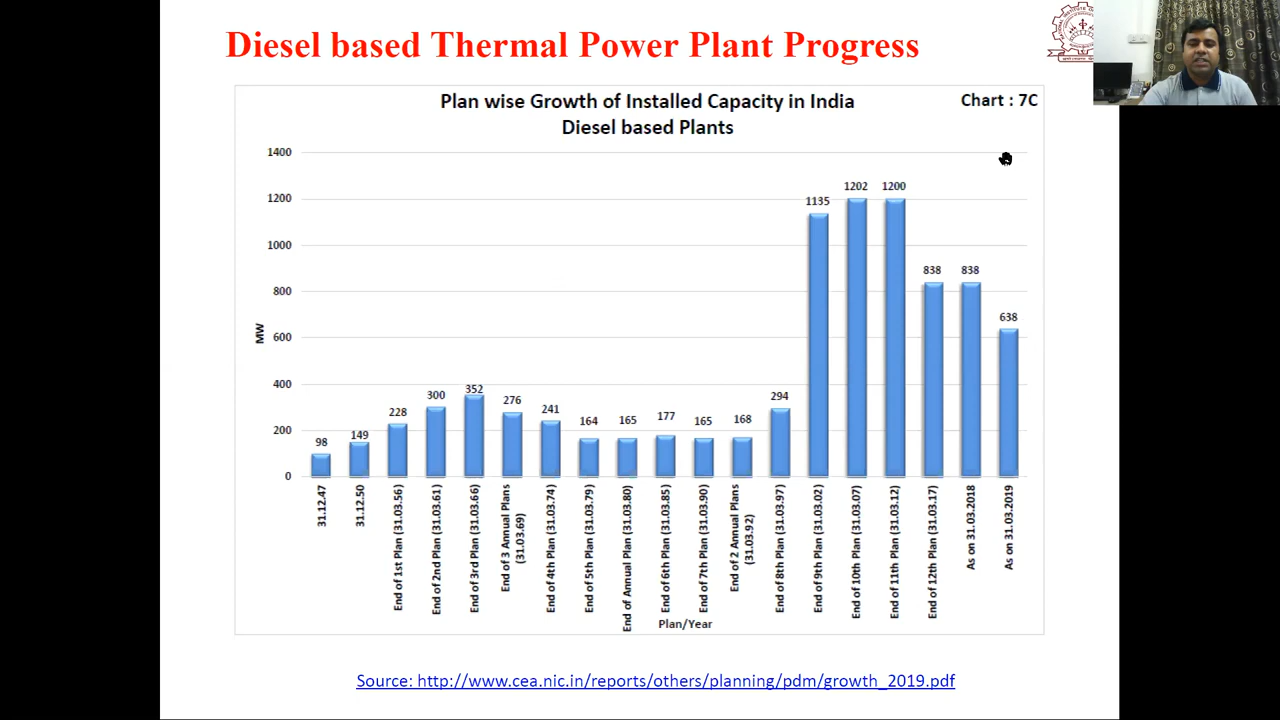 Diesel based Thermal Power Plant Progress
Plan wise Growth of Installed Capacity in India
Diesel based Plants
Chart : 7C
MW
1400
1200
1000
800
600
400
200
0
98
149
228
300
352
276
241
164
165
177
165
168
294
1135
1202
1200
838
838
638
31.12.47
31.12.50
End of 1st Plan (31.03.56)
End of 2nd Plan (31.03.61)
End of 3rd Plan (31.03.66)
End of 3 Annual Plans
(31.03.69)
End of 4th Plan (31.03.74)
End of 5th Plan (31.03.79)
End of Annual Plan (31.03.80)
End of 6th Plan (31.03.85)
End of 7th Plan (31.03.90)
End of 2 Annual Plans
(31.03.92)
End of 8th Plan (31.03.97)
End of 9th Plan (31.03.02)
End of 10th Plan (31.03.07)
End of 11th Plan (31.03.12)
End of 12th Plan (31.03.17)
As on 31.03.2018
As on 31.03.2019
Plan/Year
Source: http://www.cea.nic.in/reports/others/planning/pdm/growth_2019.pdf